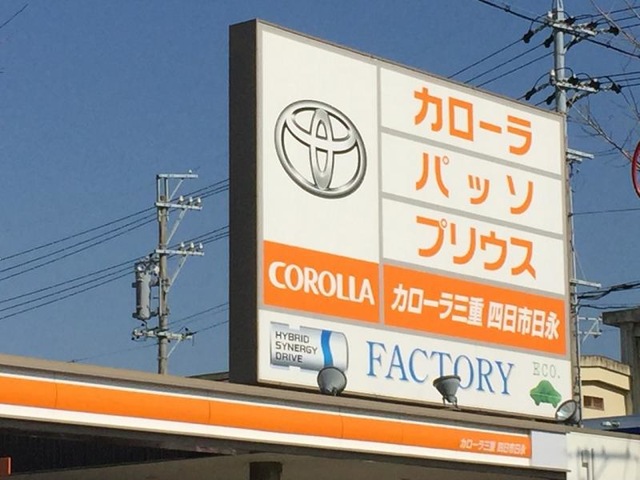 カローラ
パッソ
プリウス
COROLLA
カローラ三重 四日市日永
HYBRID
SYNERGY
DRIVE
FACTORY
ECO.
カローラ三重 四日市日永